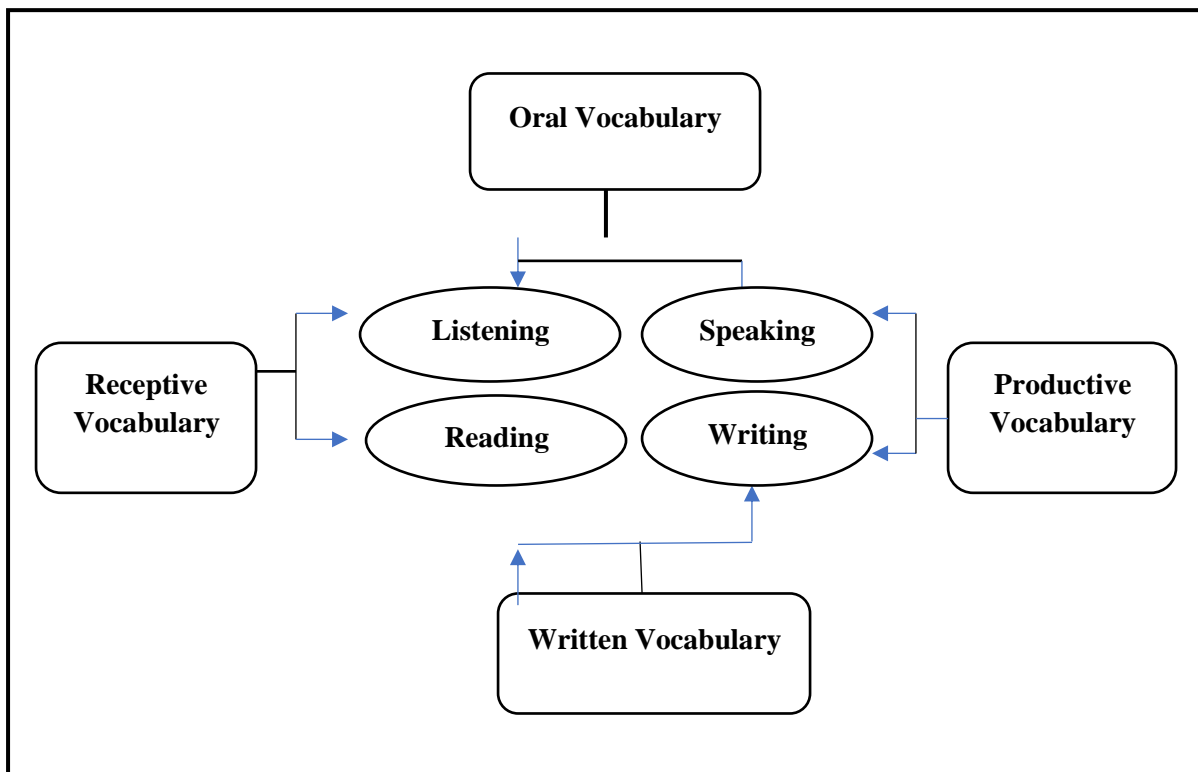 Oral Vocabulary
Listening
Speaking
Receptive
Vocabulary
Productive
Vocabulary
Reading
Writing
Written Vocabulary